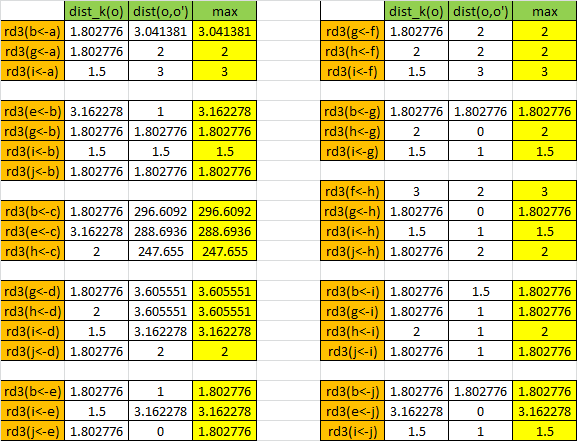 dist_k(o) dist(o,o') max
rd3(b<-a) 1.802776 3.041381 3.041381
rd3(g<-a) 1.802776 2 2
rd3(i<-a) 1.5 3 3
rd3(e<-b) 3.162278 1 3.162278
rd3(g<-b) 1.802776 1.802776 1.802776
rd3(i<-b) 1.5 1.5 1.5
rd3(j<-b) 1.802776 1.802776 1.802776
rd3(b<-c) 1.802776 296.6092 296.6092
rd3(e<-c) 3.162278 288.6936 288.6936
rd3(h<-c) 2 247.655 247.655
rd3(g<-d) 1.802776 3.605551 3.605551
rd3(h<-d) 2 3.605551 3.605551
rd3(i<-d) 1.5 3.162278 3.162278
rd3(j<-d) 1.802776 2 2
rd3(b<-e) 1.802776 1 1.802776
rd3(i<-e) 1.5 3.162278 3.162278
rd3(j<-e) 1.802776 0 1.802776
dist_k(o) dist(o,o') max
rd3(g<-f) 1.802776 2 2
rd3(h<-f) 2 2 2
rd3(i<-f) 1.5 3 3
rd3(b<-g) 1.802776 1.802776 1.802776
rd3(h<-g) 2 0 2
rd3(i<-g) 1.5 1 1.5
rd3(f<-h) 3 2 3
rd3(g<-h) 1.802776 0 1.802776
rd3(i<-h) 1.5 1 1.5
rd3(j<-h) 1.802776 2 2
rd3(b<-i) 1.802776 1.5 1.802776
rd3(g<-i) 1.802776 1 1.802776
rd3(h<-i) 2 1 2
rd3(j<-i) 1.802776 1 1.802776
rd3(b<-j) 1.802776 1.802776 1.802776
rd3(e<-j) 3.162278 0 3.162278
rd3(i<-j) 1.5 1 1.5